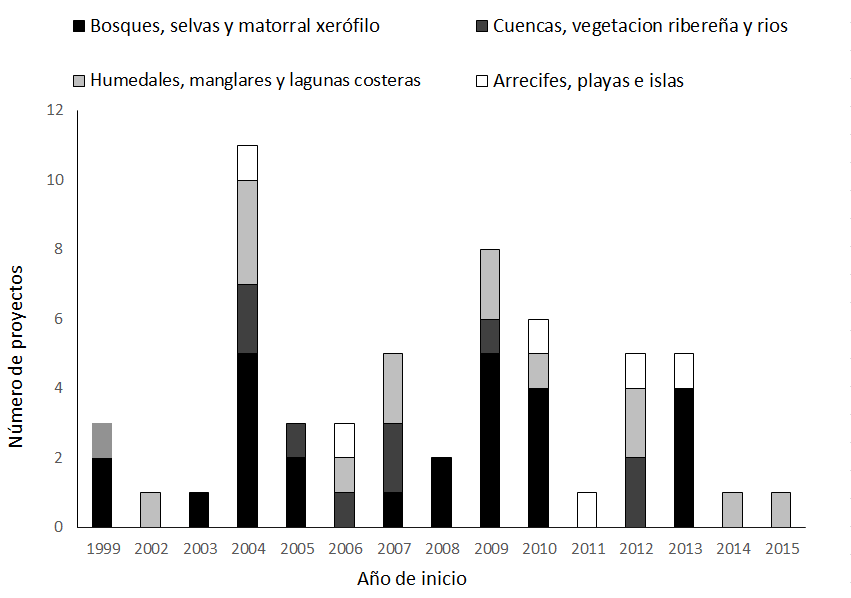 Bosques, selvas y matorral xerófilo
Cuencas, vegetacion ribereña y rios
Humedales, manglares y lagunas costeras
Arrecifes, playas e islas
12
10
8
6
4
2
0
Número de proyectos
1999 2002 2003 2004 2005 2006 2007 2008 2009 2010 2011 2012 2013 2014 2015
Año de inicio